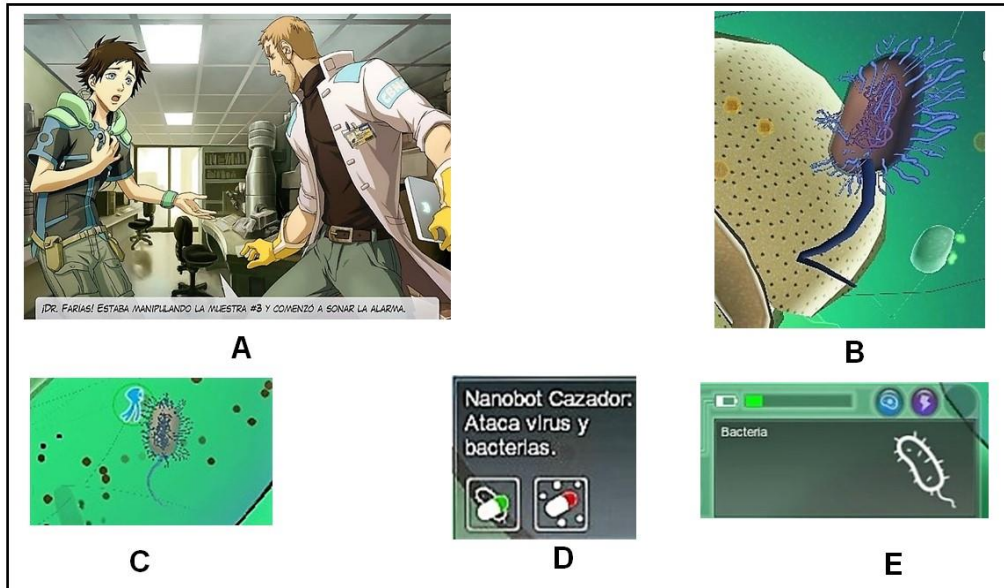 ¡DR. FARIAS! ESTABA MANIPULANDO LA MUESTRA #3 Y COMENZÓ A SONAR LA ALARMA.
A
B
Nanobot Cazador:
Ataca virus y
bacterias.
Bacteria
C
D
E